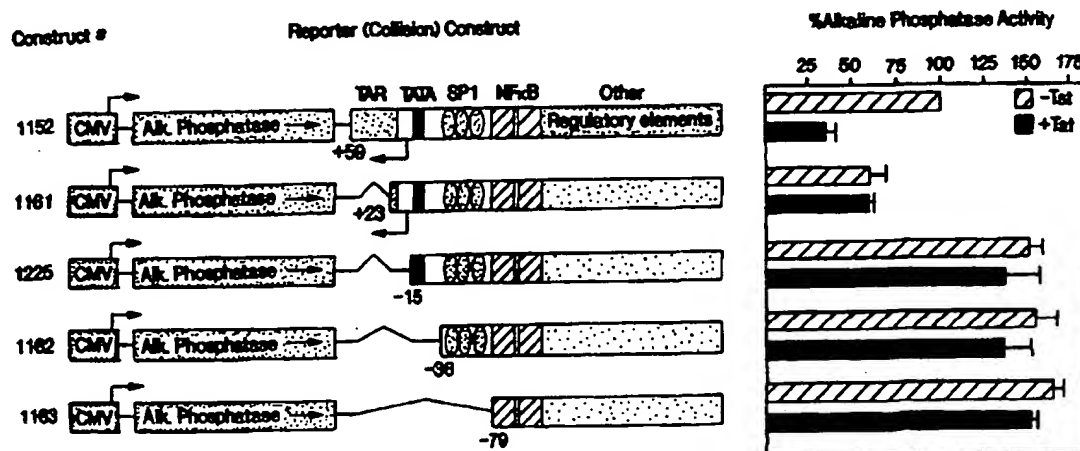 Construct # Reporter (Collision) Construct %Alkaline Phosphatase Activity
25 50 75 100 125 150 175
TAR TATA SP1 NFκB Other
1152 CMV Alk. Phosphatase Regulatory elements
+59
-Tat
+Tat
1161 CMV Alk. Phosphatase
+23
1225 CMV Alk. Phosphatase
-15
1162 CMV Alk. Phosphatase
-36
1163 CMV Alk. Phosphatase
-79